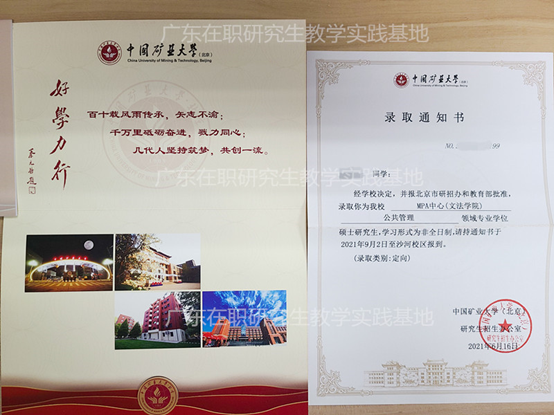 广东在职研究生教学实践基地
中国矿业大学(北京)
China University of Mining & Technology, Beijing
好学力行
百十载风雨传承，矢志不渝；
千万里砥砺奋进，戮力同心；
几代人坚持筑梦，共创一流。
广东在职研究生教学实践基地
中国矿业大学(北京)
China University of Mining & Technology, Beijing
录取通知书
NO. 99
同学：
经学校决定，并报北京市研招办和教育部批准，
录取你为我校 MPA中心(文法学院)
公共管理 领域专业学位
硕士研究生，学习形式为非全日制，请持通知书于
2021年9月2日至沙河校区报到。
(录取类别：定向)
中国矿业大学（北京）
研究生招生办公室
2021年6月16日
广东在职研究生教学实践基地